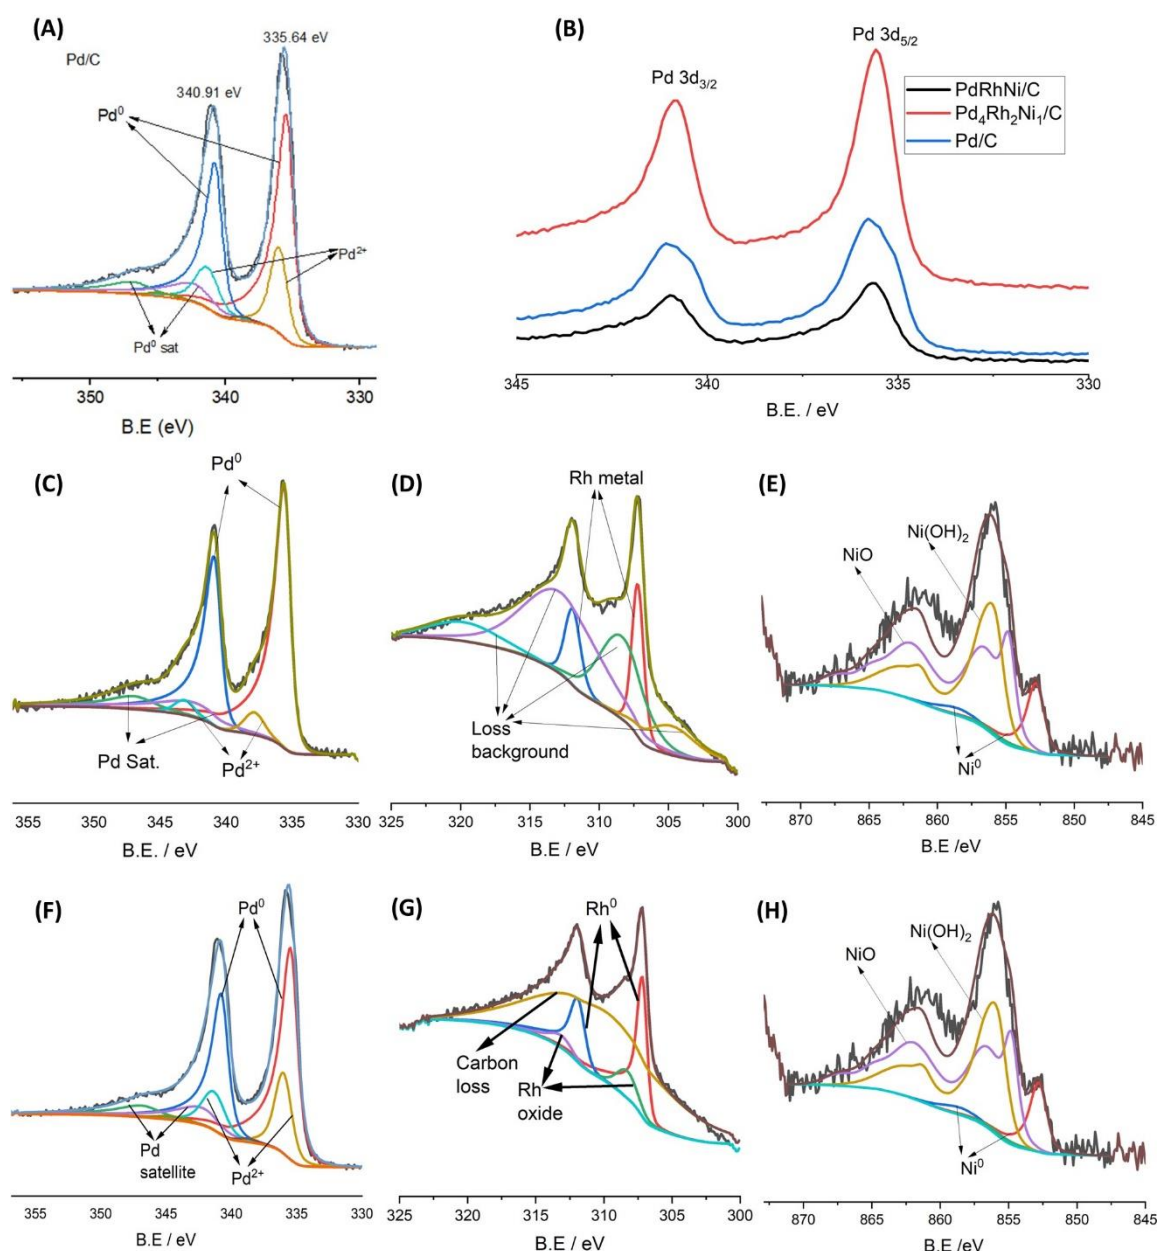 (A)
Pd/C
335.64 eV
340.91 eV
Pd⁰
Pd²⁺
Pd⁰ sat
350 340 330
B.E (eV)
(B)
Pd 3d₃/₂
Pd 3d₅/₂
PdRhNi/C
Pd₄Rh₂Ni₁/C
Pd/C
345 340 335 330
B.E. / eV
(C)
Pd⁰
Pd Sat.
Pd²⁺
355 350 345 340 335 330
B.E. / eV
(D)
Rh metal
Loss
background
325 320 315 310 305 300
B.E / eV
(E)
Ni(OH)₂
NiO
Ni⁰
870 865 860 855 850 845
B.E /eV
(F)
Pd⁰
Pd
satellite
Pd²⁺
355 350 345 340 335 330
B.E. / eV
(G)
Rh⁰
Carbon
loss
Rh
oxide
325 320 315 310 305 300
B.E / eV
(H)
Ni(OH)₂
NiO
Ni⁰
870 865 860 855 850 845
B.E /eV